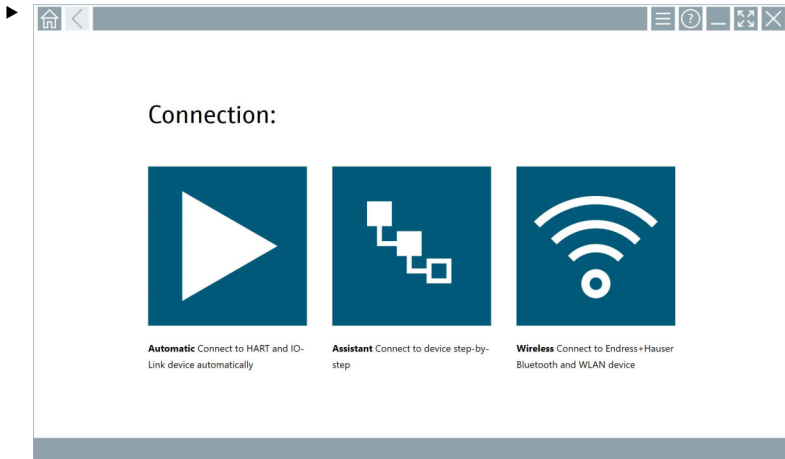 Connection:
Automatic Connect to HART and IO-
Link device automatically
Assistant Connect to device step-by-
step
Wireless Connect to Endress+Hauser
Bluetooth and WLAN device